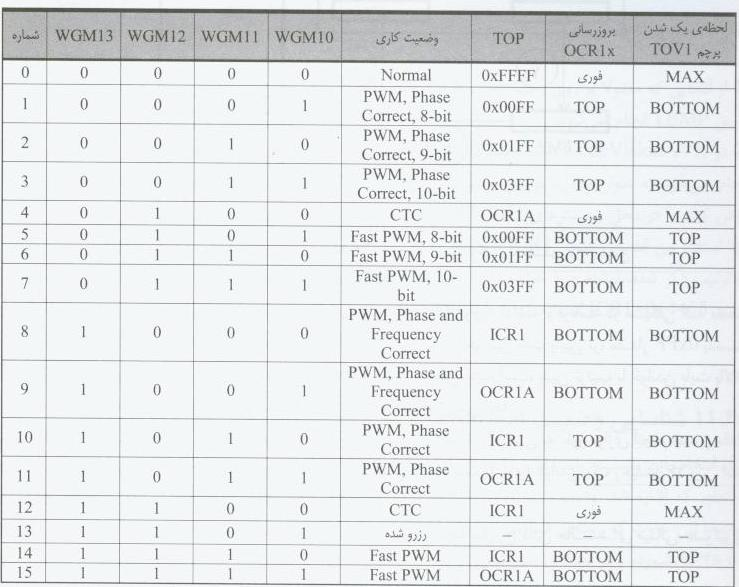 شماره WGM13 WGM12 WGM11 WGM10 وضعیت کاری TOP بروزرسانی OCR1x لحظه‌ی یک شدن پرچم TOV1
0 0 0 0 0 Normal 0xFFFF فوری MAX
1 0 0 0 1 PWM, Phase Correct, 8-bit 0x00FF TOP BOTTOM
2 0 0 1 0 PWM, Phase Correct, 9-bit 0x01FF TOP BOTTOM
3 0 0 1 1 PWM, Phase Correct, 10-bit 0x03FF TOP BOTTOM
4 0 1 0 0 CTC OCR1A فوری MAX
5 0 1 0 1 Fast PWM, 8-bit 0x00FF BOTTOM TOP
6 0 1 1 0 Fast PWM, 9-bit 0x01FF BOTTOM TOP
7 0 1 1 1 Fast PWM, 10-bit 0x03FF BOTTOM TOP
8 1 0 0 0 PWM, Phase and Frequency Correct ICR1 BOTTOM BOTTOM
9 1 0 0 1 PWM, Phase and Frequency Correct OCR1A BOTTOM BOTTOM
10 1 0 1 0 PWM, Phase Correct ICR1 TOP BOTTOM
11 1 0 1 1 PWM, Phase Correct OCR1A TOP BOTTOM
12 1 1 0 0 CTC ICR1 فوری MAX
13 1 1 0 1 رزرو شده – – –
14 1 1 1 0 Fast PWM ICR1 BOTTOM TOP
15 1 1 1 1 Fast PWM OCR1A BOTTOM TOP